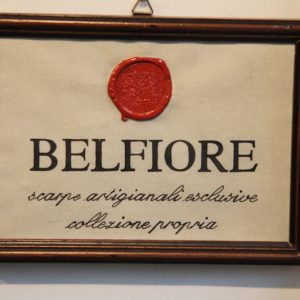 BELFIORE
scarpe artigianali esclusive
collezione propria